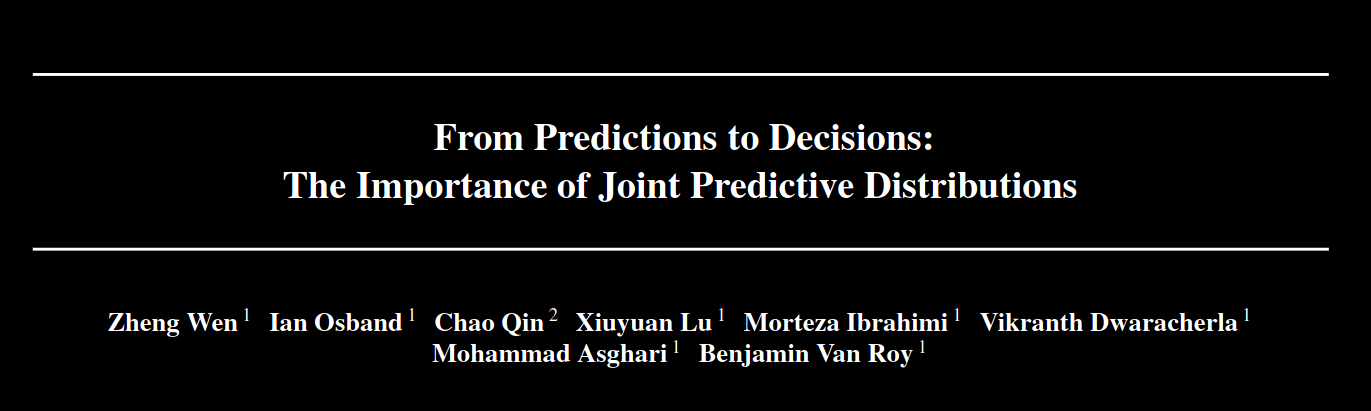 From Predictions to Decisions:
The Importance of Joint Predictive Distributions
Zheng Wen 1 Ian Osband 1 Chao Qin 2 Xiuyuan Lu 1 Morteza Ibrahimi 1 Vikranth Dwaracherla 1
Mohammad Asghari 1 Benjamin Van Roy 1